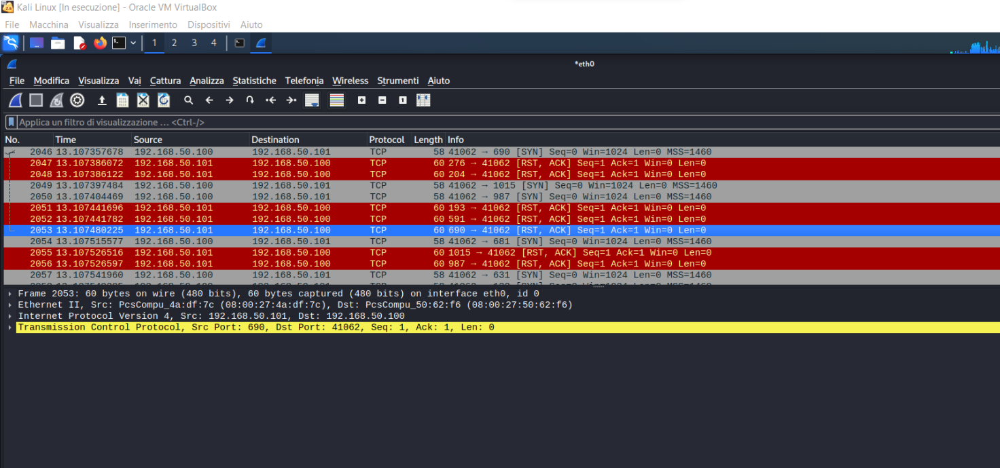 Kali Linux [In esecuzione] - Oracle VM VirtualBox
File Macchina Visualizza Inserimento Dispositivi Aiuto
1 2 3 4
*eth0
File Modifica Visualizza Vai Cattura Analizza Statistiche Telefonia Wireless Strumenti Aiuto
Applica un filtro di visualizzazione ... <Ctrl-/>
No. Time Source Destination Protocol Length Info
2046 13.107357678 192.168.50.100 192.168.50.101 TCP 58 41062 → 690 [SYN] Seq=0 Win=1024 Len=0 MSS=1460
2047 13.107386072 192.168.50.101 192.168.50.100 TCP 60 276 → 41062 [RST, ACK] Seq=1 Ack=1 Win=0 Len=0
2048 13.107386122 192.168.50.101 192.168.50.100 TCP 60 204 → 41062 [RST, ACK] Seq=1 Ack=1 Win=0 Len=0
2049 13.107397484 192.168.50.100 192.168.50.101 TCP 58 41062 → 1015 [SYN] Seq=0 Win=1024 Len=0 MSS=1460
2050 13.107404469 192.168.50.100 192.168.50.101 TCP 58 41062 → 987 [SYN] Seq=0 Win=1024 Len=0 MSS=1460
2051 13.107441696 192.168.50.101 192.168.50.100 TCP 60 193 → 41062 [RST, ACK] Seq=1 Ack=1 Win=0 Len=0
2052 13.107441782 192.168.50.101 192.168.50.100 TCP 60 591 → 41062 [RST, ACK] Seq=1 Ack=1 Win=0 Len=0
2053 13.107480225 192.168.50.101 192.168.50.100 TCP 60 690 → 41062 [RST, ACK] Seq=1 Ack=1 Win=0 Len=0
2054 13.107515577 192.168.50.100 192.168.50.101 TCP 58 41062 → 681 [SYN] Seq=0 Win=1024 Len=0 MSS=1460
2055 13.107526516 192.168.50.101 192.168.50.100 TCP 60 1015 → 41062 [RST, ACK] Seq=1 Ack=1 Win=0 Len=0
2056 13.107526597 192.168.50.101 192.168.50.100 TCP 60 987 → 41062 [RST, ACK] Seq=1 Ack=1 Win=0 Len=0
2057 13.107541960 192.168.50.100 192.168.50.101 TCP 58 41062 → 631 [SYN] Seq=0 Win=1024 Len=0 MSS=1460
Frame 2053: 60 bytes on wire (480 bits), 60 bytes captured (480 bits) on interface eth0, id 0
Ethernet II, Src: PcsCompu_4a:df:7c (08:00:27:4a:df:7c), Dst: PcsCompu_50:62:f6 (08:00:27:50:62:f6)
Internet Protocol Version 4, Src: 192.168.50.101, Dst: 192.168.50.100
Transmission Control Protocol, Src Port: 690, Dst Port: 41062, Seq: 1, Ack: 1, Len: 0